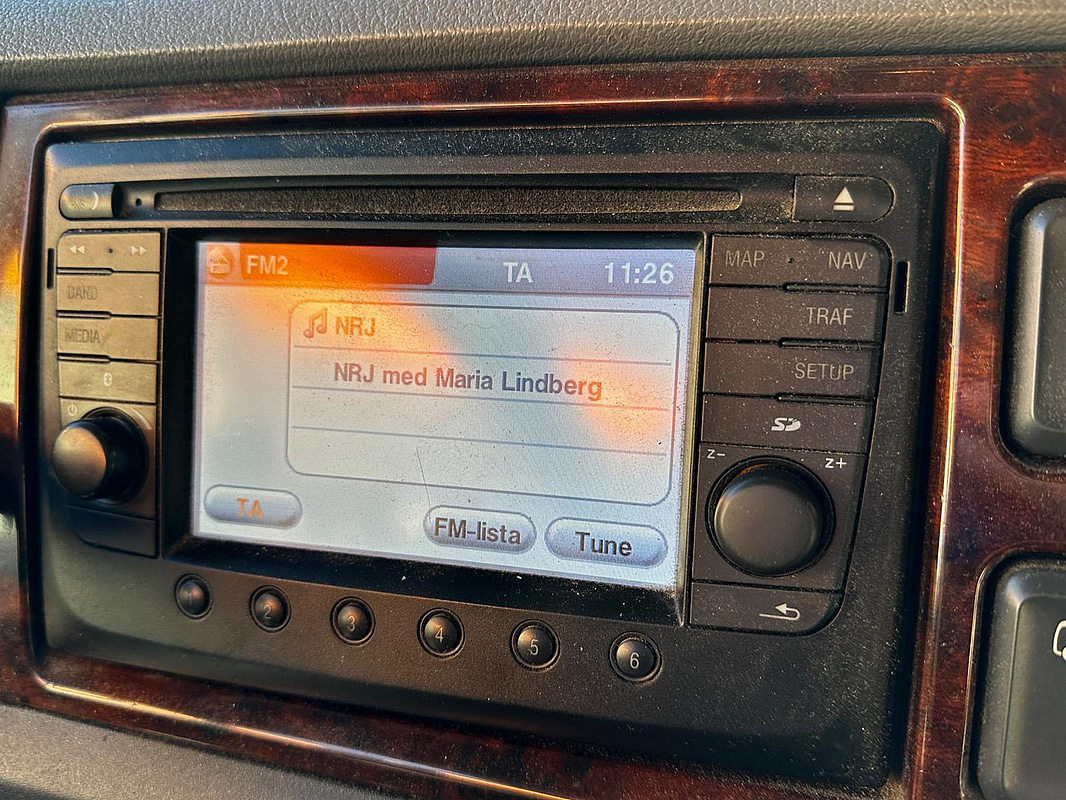 FM2 TA 11:26
NRJ
NRJ med Maria Lindberg
TA FM-lista Tune
BAND
MEDIA
MAP NAV
TRAF
SETUP
SD
z- z+
1 2 3 4 5 6